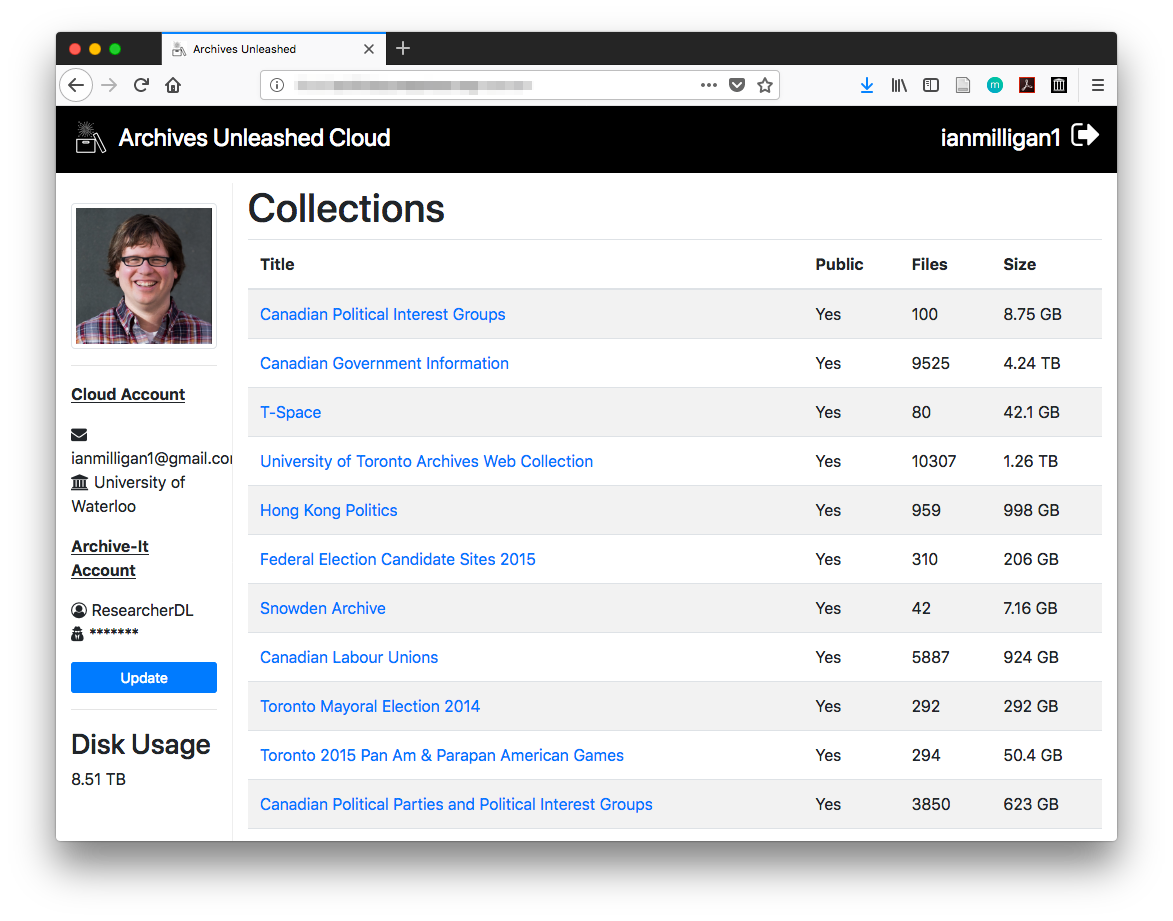 Archives Unleashed
Archives Unleashed Cloud
ianmilligan1
Cloud Account
ianmilligan1@gmail.co
University of
Waterloo
Archive-It
Account
ResearcherDL
*******
Update
Disk Usage
8.51 TB
Collections
Title Public Files Size
Canadian Political Interest Groups Yes 100 8.75 GB
Canadian Government Information Yes 9525 4.24 TB
T-Space Yes 80 42.1 GB
University of Toronto Archives Web Collection Yes 10307 1.26 TB
Hong Kong Politics Yes 959 998 GB
Federal Election Candidate Sites 2015 Yes 310 206 GB
Snowden Archive Yes 42 7.16 GB
Canadian Labour Unions Yes 5887 924 GB
Toronto Mayoral Election 2014 Yes 292 292 GB
Toronto 2015 Pan Am & Parapan American Games Yes 294 50.4 GB
Canadian Political Parties and Political Interest Groups Yes 3850 623 GB